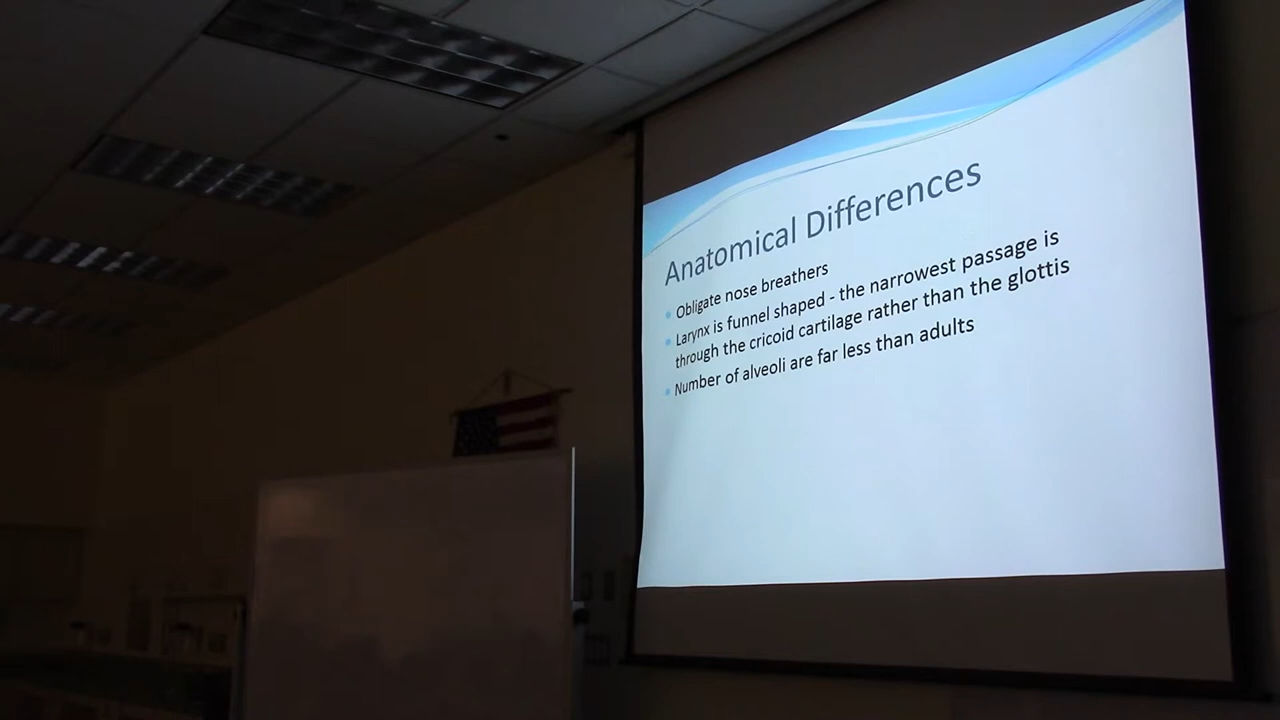 Anatomical Differences
Obligate nose breathers
Larynx is funnel shaped - the narrowest passage is
through the cricoid cartilage rather than the glottis
Number of alveoli are far less than adults